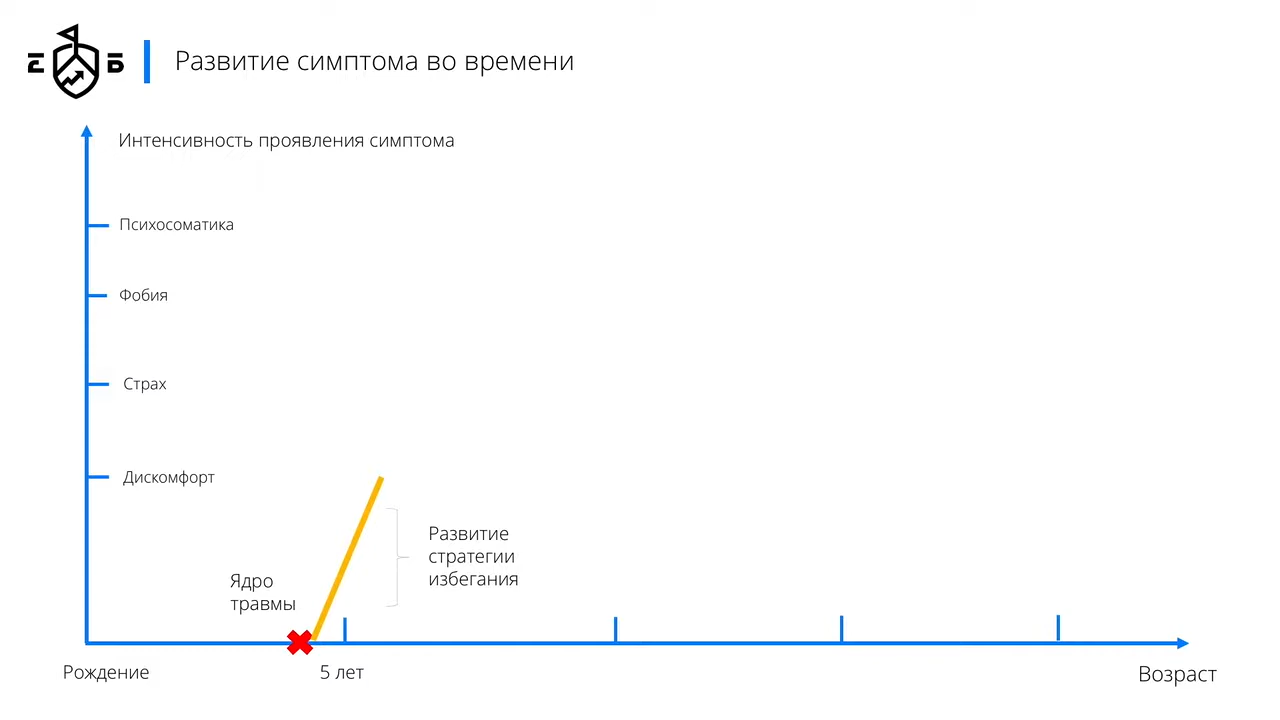 Є Б
Развитие симптома во времени
Интенсивность проявления симптома
Психосоматика
Фобия
Страх
Дискомфорт
Развитие
стратегии
избегания
Ядро
травмы
Рождение
5 лет
Возраст